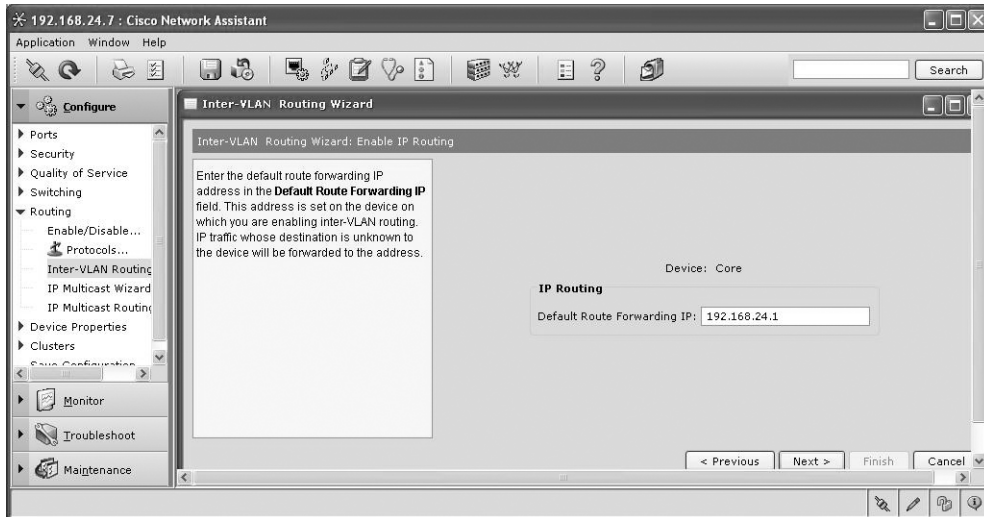 192.168.24.7 : Cisco Network Assistant
Application Window Help
Search
Configure
Ports
Security
Quality of Service
Switching
Routing
Enable/Disable...
Protocols...
Inter-VLAN Routing
IP Multicast Wizard
IP Multicast Routing
Device Properties
Clusters
Save Configuration
Monitor
Troubleshoot
Maintenance
Inter-VLAN Routing Wizard
Inter-VLAN Routing Wizard: Enable IP Routing
Enter the default route forwarding IP
address in the Default Route Forwarding IP
field. This address is set on the device on
which you are enabling inter-VLAN routing.
IP traffic whose destination is unknown to
the device will be forwarded to the address.
Device: Core
IP Routing
Default Route Forwarding IP: 192.168.24.1
< Previous Next > Finish Cancel